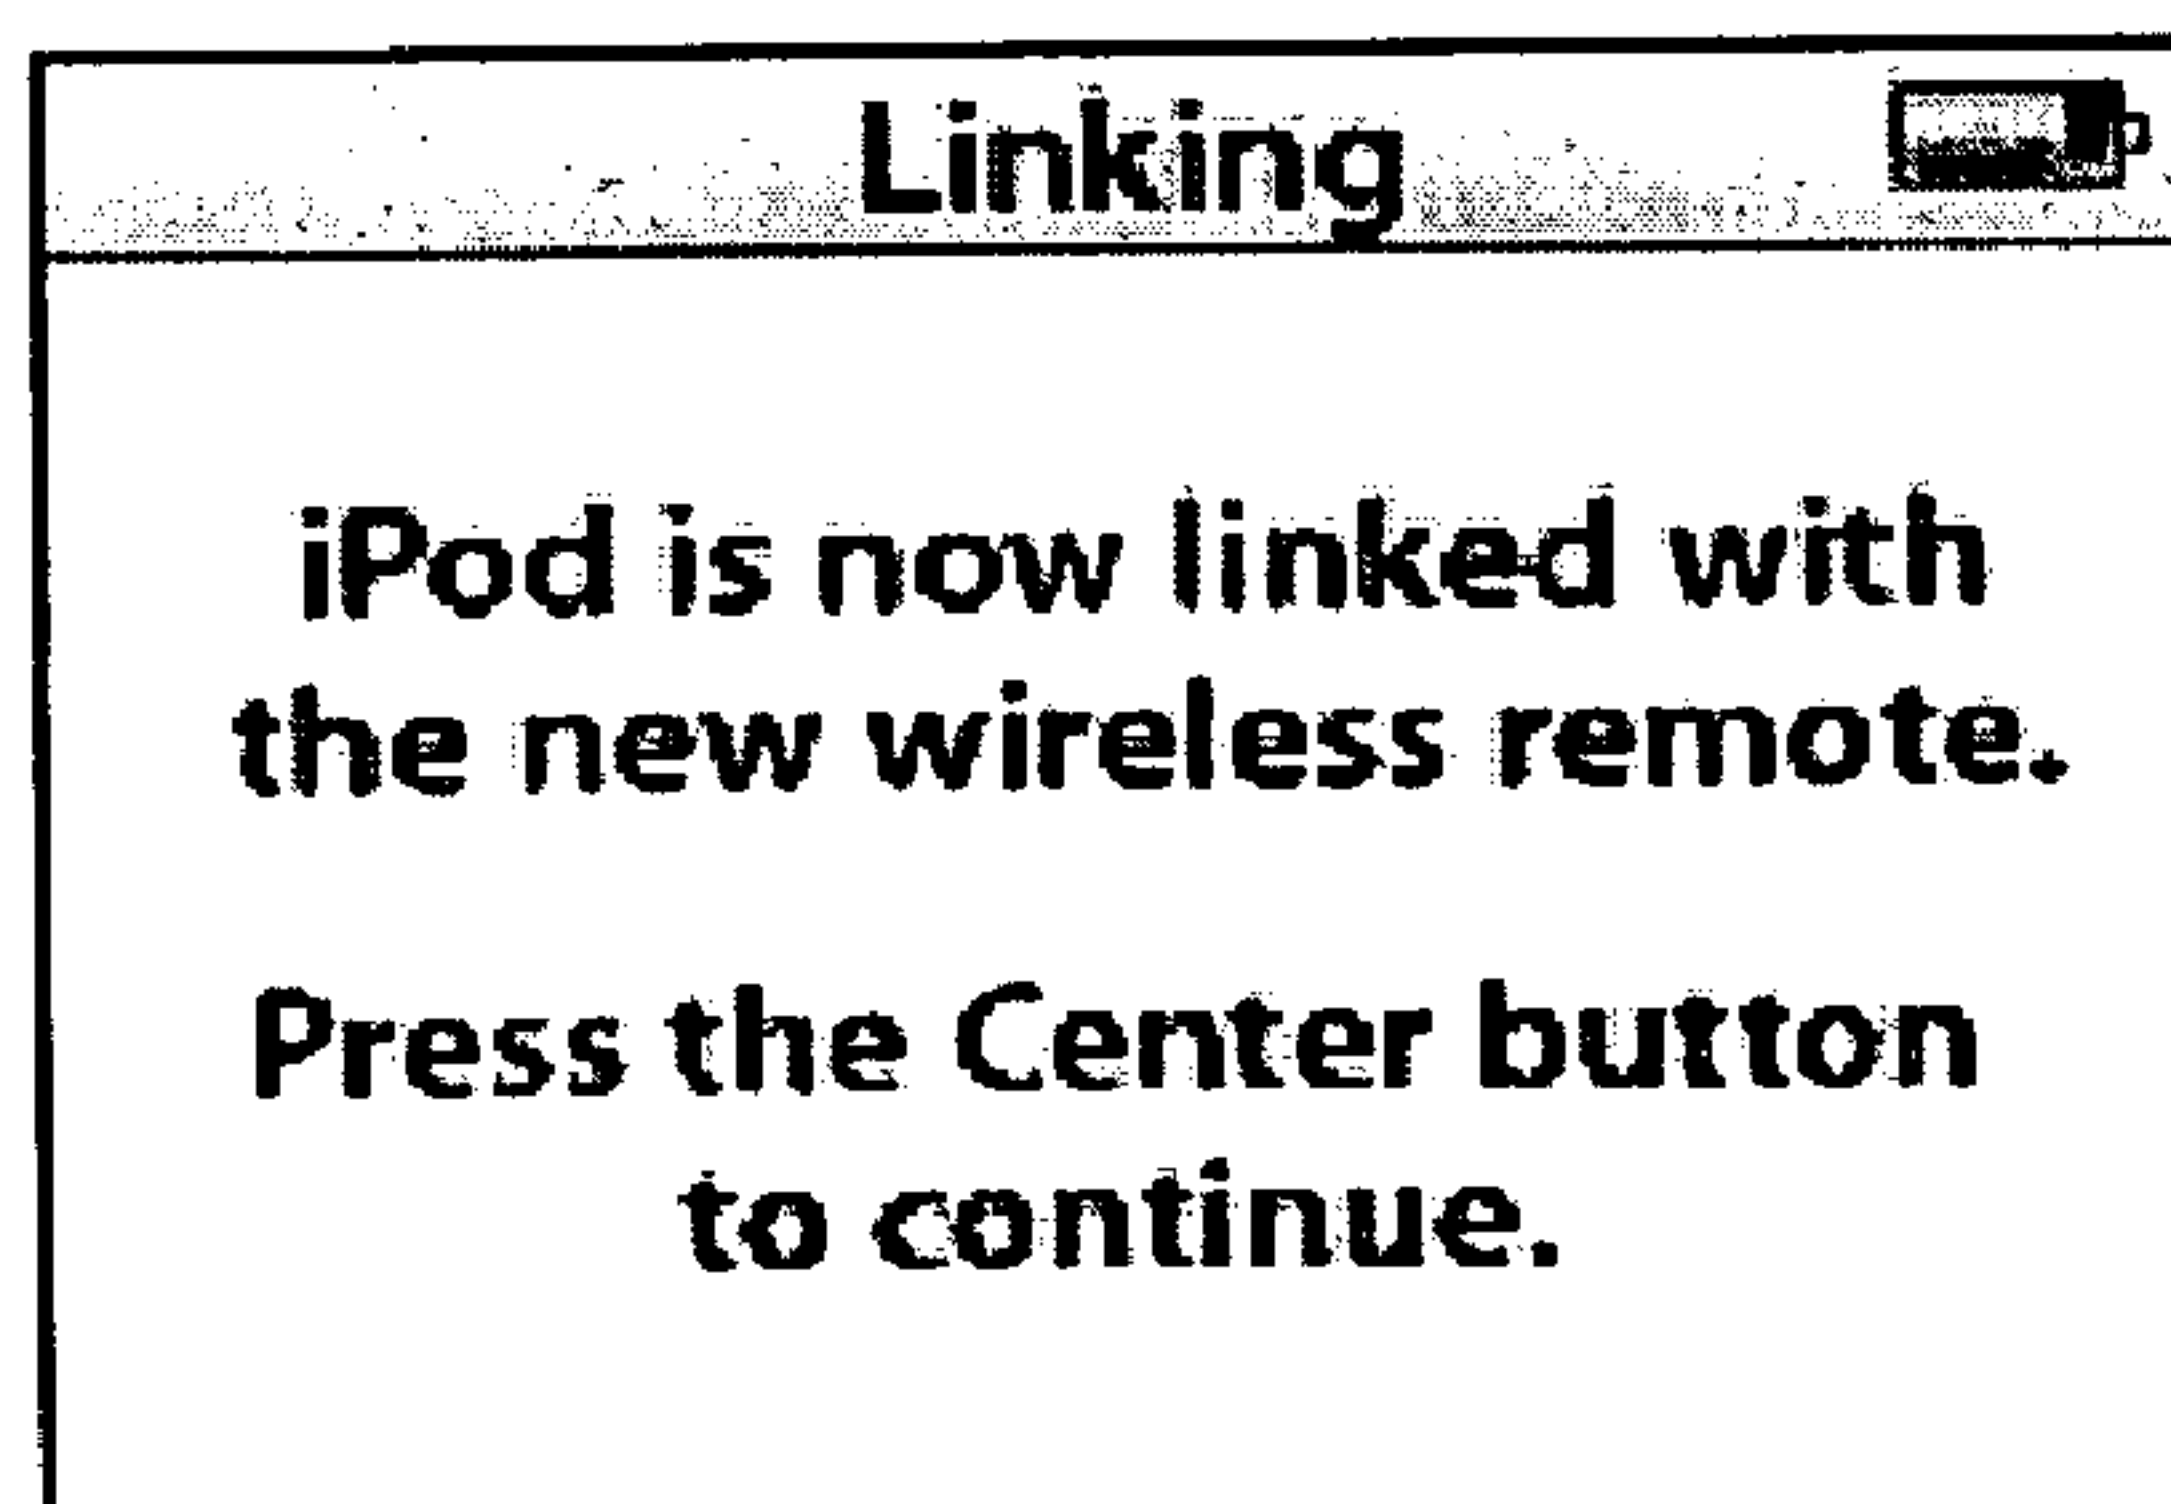 Linking
iPod is now linked with
the new wireless remote.
Press the Center button
to continue.